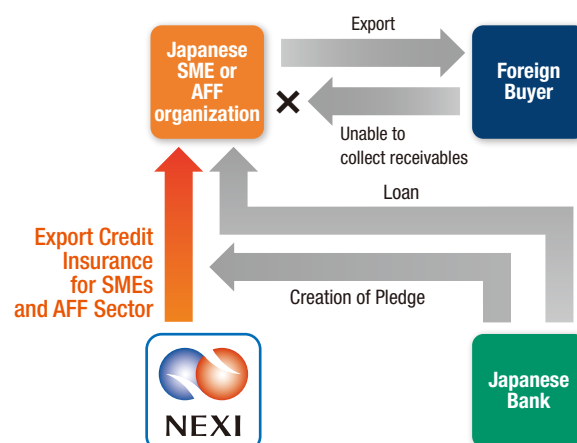 Export
Japanese
SME or
AFF
organization
Foreign
Buyer
×
Unable to
collect receivables
Loan
Export Credit
Insurance
for SMEs
and AFF Sector
Creation of Pledge
NEXI
Japanese
Bank